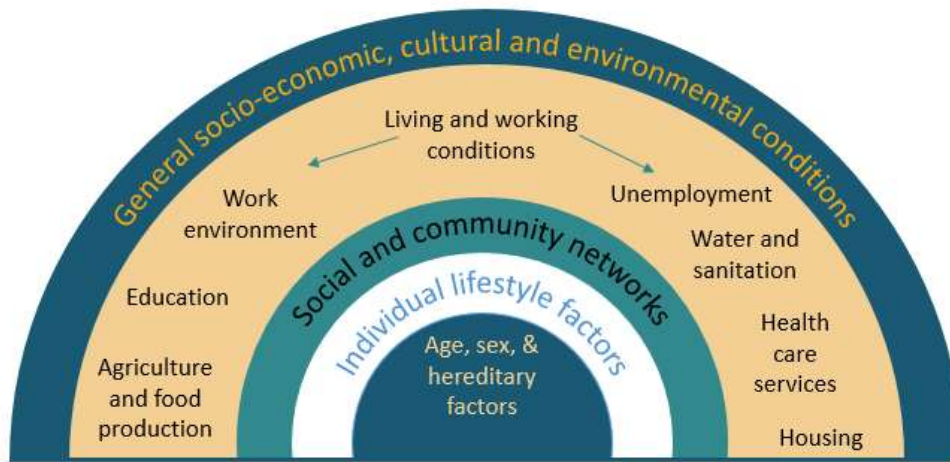 General socio-economic, cultural and environmental conditions
Living and working
conditions
Work
environment
Unemployment
Water and
sanitation
Education
Health
care
services
Agriculture
and food
production
Housing
Social and community networks
Individual lifestyle factors
Age, sex, &
hereditary
factors